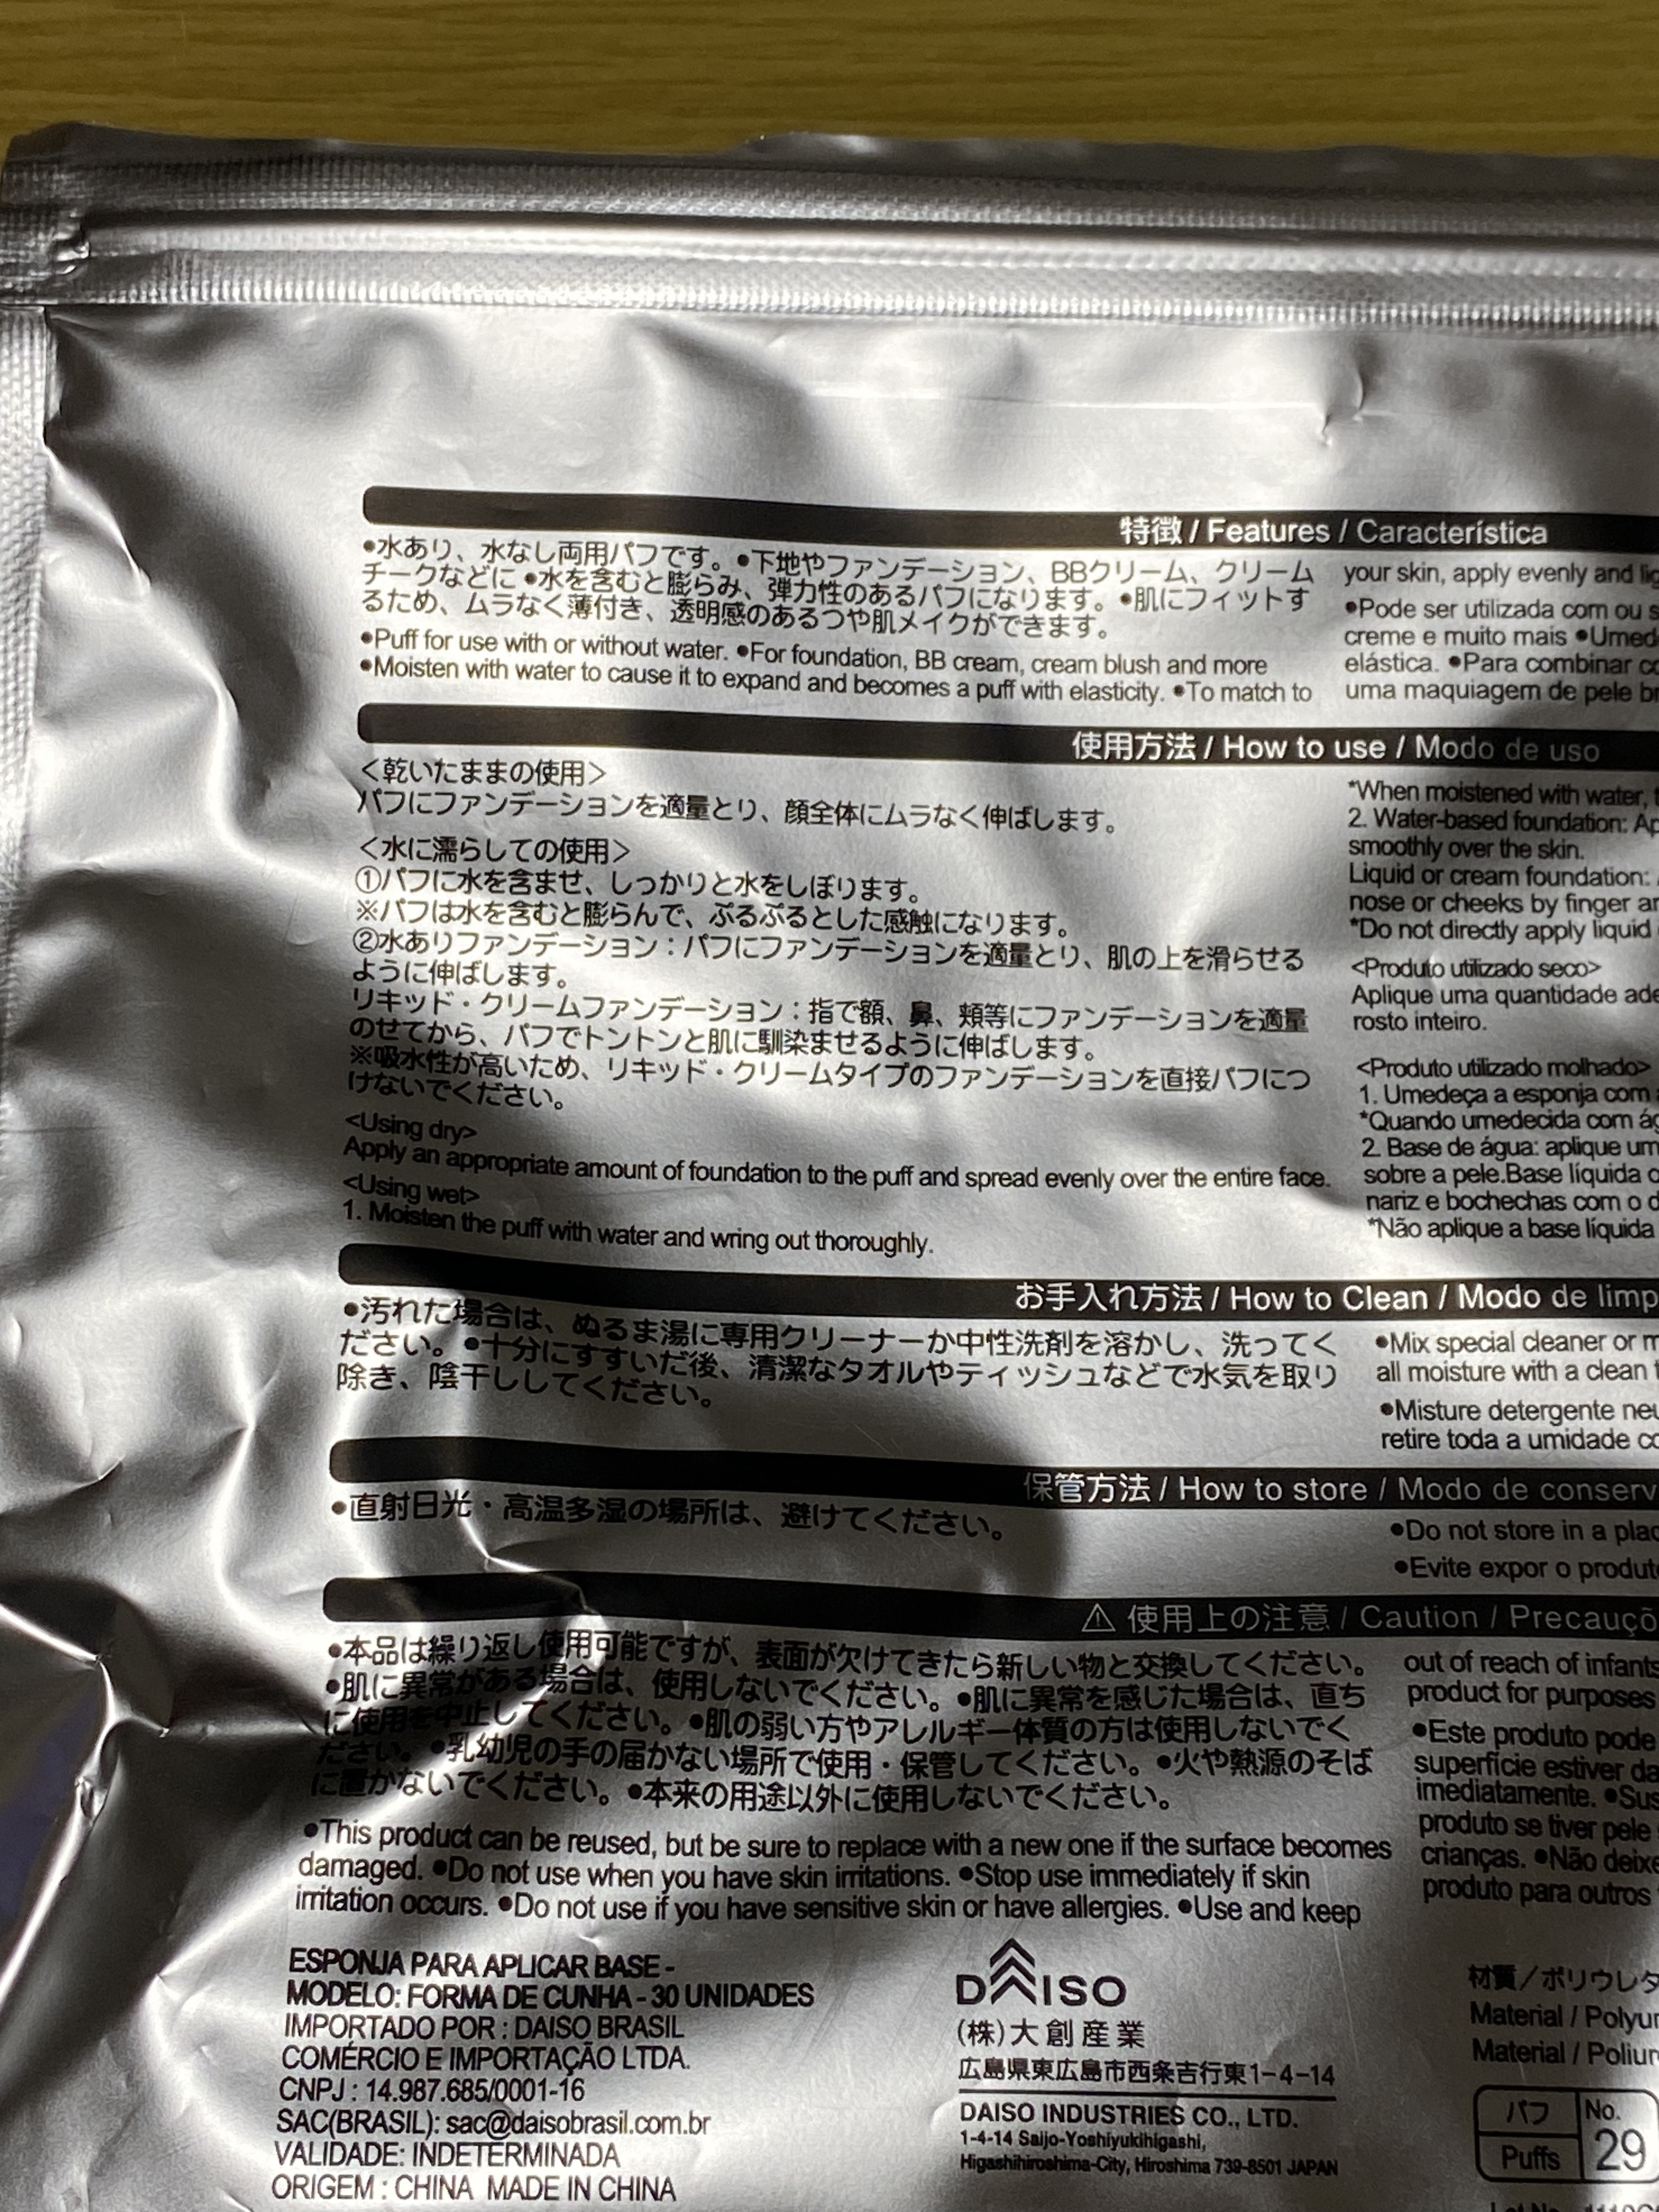 特徴 / Features / Característica
●水あり、水なし両用パフです。●下地やファンデーション、BBクリーム、クリーム
チークなどに ●水を含むと膨らみ、弾力性のあるパフになります。●肌にフィットす
るため、ムラなく薄付き、透明感のあるつや肌メイクができます。
●Puff for use with or without water. ●For foundation, BB cream, cream blush and more
●Moisten with water to cause it to expand and becomes a puff with elasticity. ●To match to
your skin, apply evenly and
●Pode ser utilizada com ou
creme e muito mais
elástica. ●Para combinar
uma maquiagem de pele
使用方法 / How to use / Modo de uso
＜乾いたままの使用＞
パフにファンデーションを適量とり、顔全体にムラなく伸ばします。
＜水に濡らしての使用＞
①パフに水を含ませ、しっかりと水をしぼります。
※パフは水を含むと膨らんで、ぷるぷるとした感触になります。
②水ありファンデーション：パフにファンデーションを適量とり、肌の上を滑らせる
ように伸ばします。
リキッド・クリームファンデーション：指で額、鼻、頬等にファンデーションを適量
のせてから、パフでトントンと肌に馴染ませるように伸ばします。
※吸水性が高いため、リキッド・クリームタイプのファンデーションを直接パフにつ
けないでください。
<Using dry>
Apply an appropriate amount of foundation to the puff and spread evenly over the entire face.
<Using wet>
1. Moisten the puff with water and wring out thoroughly.
*When moistened with water,
2. Water-based foundation:
smoothly over the skin.
Liquid or cream foundation:
nose or cheeks by finger
*Do not directly apply liquid
<Produto utilizado seco>
Aplique uma quantidade
rosto inteiro.
<Produto utilizado molhado>
1. Umedeça a esponja com
*Quando umedecida com
2. Base de água: aplique
sobre a pele.Base líquida
nariz e bochechas com o
*Não aplique a base líquida
お手入れ方法 / How to Clean / Modo de
●汚れた場合は、ぬるま湯に専用クリーナーか中性洗剤を溶かし、洗ってく
ださい。●十分にすすいだ後、清潔なタオルやティッシュなどで水気を取り
除き、陰干ししてください。
●Mix special cleaner or
all moisture with a clean
●Misture detergente
retire toda a umidade
保管方法 / How to store / Modo de
●直射日光・高温多湿の場所は、避けてください。
●Do not store in a
●Evite expor o
⚠ 使用上の注意 / Caution /
●本品は繰り返し使用可能ですが、表面が欠けてきたら新しい物と交換してください。
●肌に異常がある場合は、使用しないでください。●肌に異常を感じた場合は、直ち
に使用を中止してください。●肌の弱い方やアレルギー体質の方は使用しないでく
ださい。●乳幼児の手の届かない場所で使用・保管してください。●火や熱源のそば
に置かないでください。●本来の用途以外に使用しないでください。
●This product can be reused, but be sure to replace with a new one if the surface becomes
damaged. ●Do not use when you have skin irritations. ●Stop use immediately if skin
irritation occurs. ●Do not use if you have sensitive skin or have allergies. ●Use and keep
out of reach of infants
product for purposes
●Este produto pode
superfície estiver
imediatamente.
produto se tiver pele
crianças. ●Não
produto para outros
ESPONJA PARA APLICAR BASE -
MODELO: FORMA DE CUNHA - 30 UNIDADES
IMPORTADO POR : DAISO BRASIL
COMÉRCIO E IMPORTAÇÃO LTDA.
CNPJ : 14.987.685/0001-16
SAC(BRASIL): sac@daisobrasil.com.br
VALIDADE: INDETERMINADA
ORIGEM : CHINA MADE IN CHINA
DAISO
(株)大創産業
広島県東広島市西条吉行東1-4-14
DAISO INDUSTRIES CO., LTD.
1-4-14 Saijo-Yoshiyukihigashi,
Higashihiroshima-City, Hiroshima 739-8501 JAPAN
材質／
Material /
Material /
パフ No.
Puffs 29